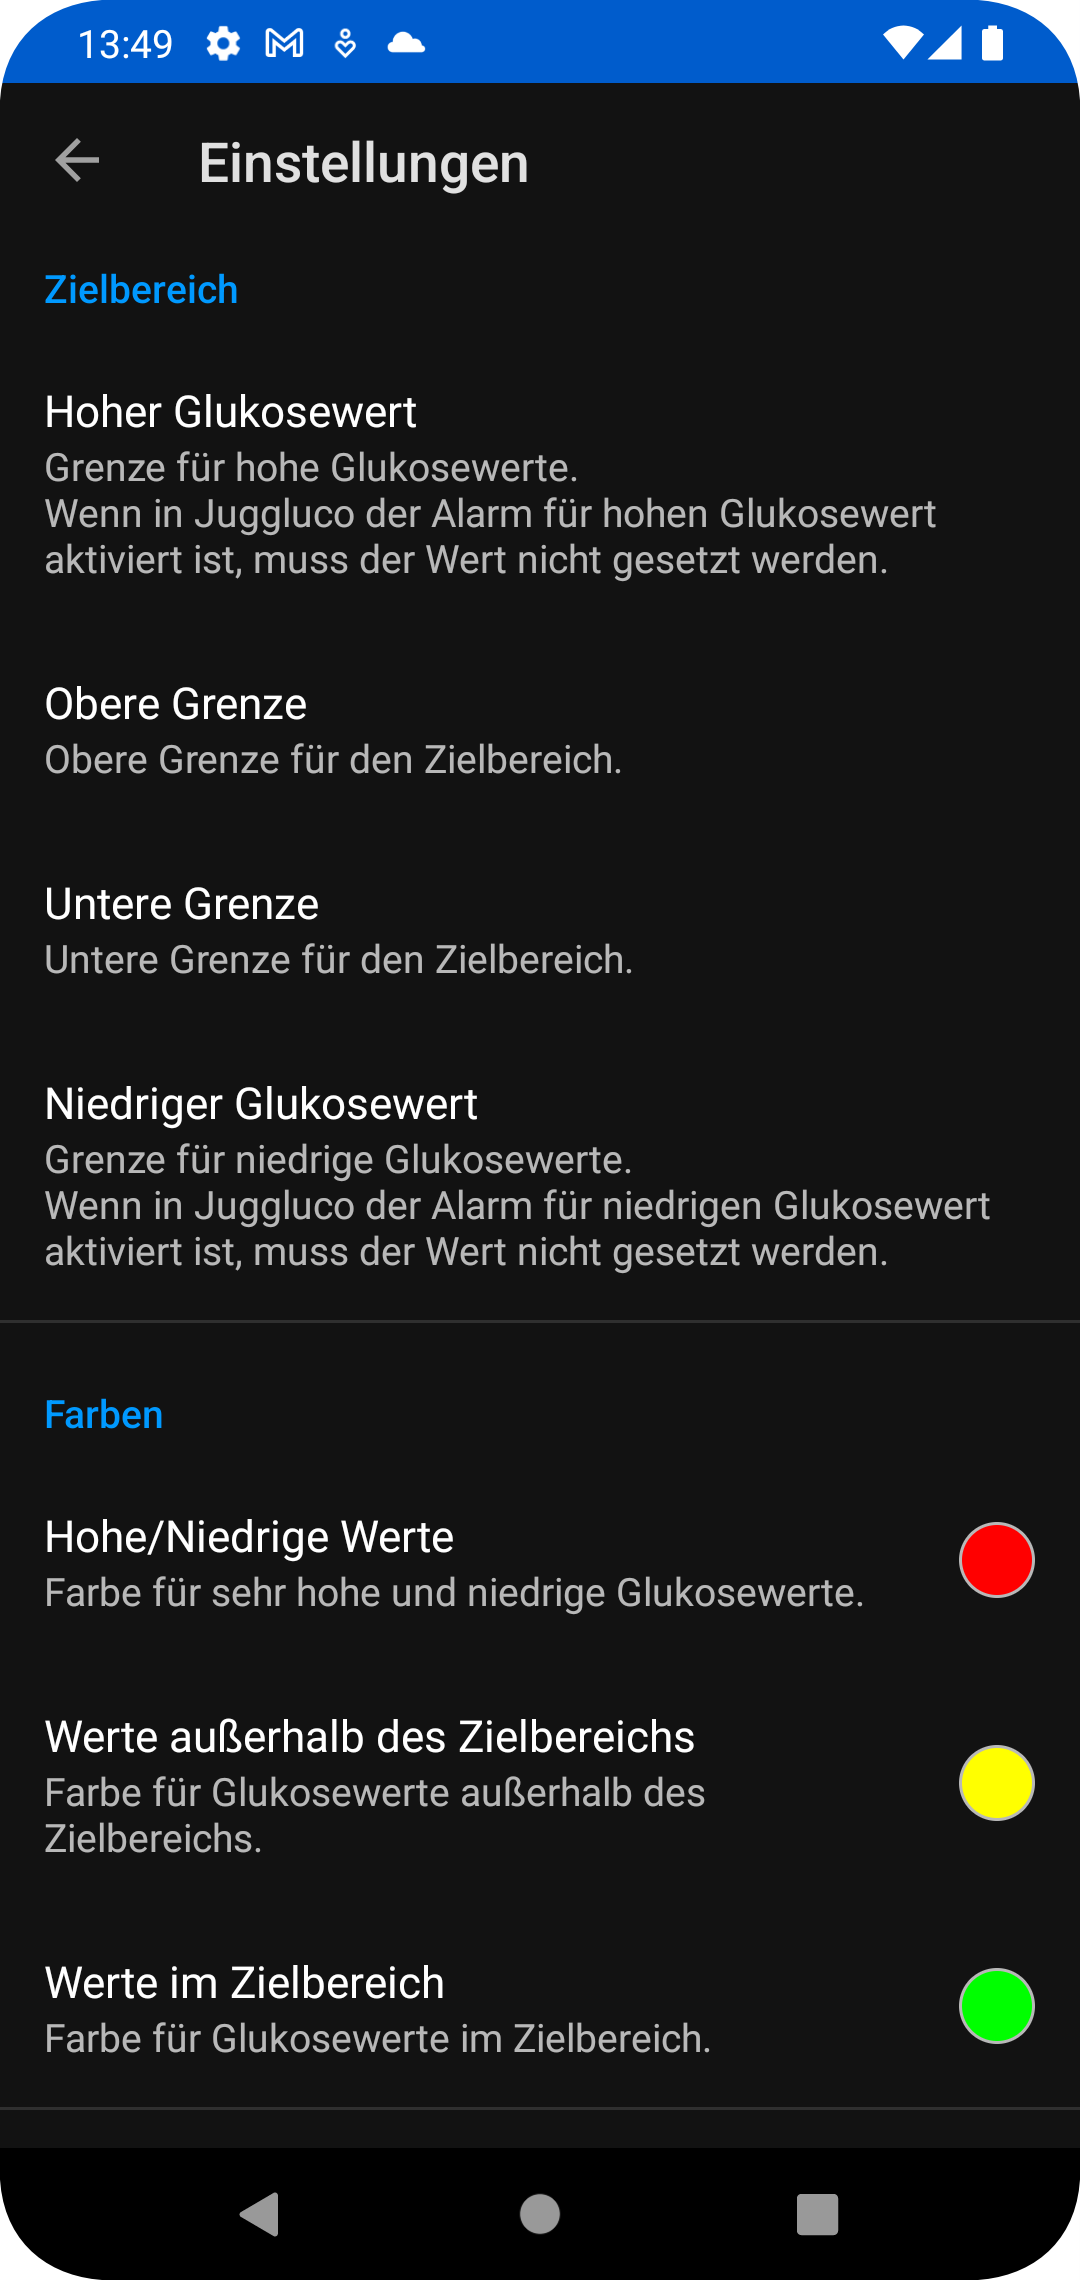 13:49
Einstellungen
Zielbereich
Hoher Glukosewert
Grenze für hohe Glukosewerte.
Wenn in Juggluco der Alarm für hohen Glukosewert
aktiviert ist, muss der Wert nicht gesetzt werden.
Obere Grenze
Obere Grenze für den Zielbereich.
Untere Grenze
Untere Grenze für den Zielbereich.
Niedriger Glukosewert
Grenze für niedrige Glukosewerte.
Wenn in Juggluco der Alarm für niedrigen Glukosewert
aktiviert ist, muss der Wert nicht gesetzt werden.
Farben
Hohe/Niedrige Werte
Farbe für sehr hohe und niedrige Glukosewerte.
Werte außerhalb des Zielbereichs
Farbe für Glukosewerte außerhalb des
Zielbereichs.
Werte im Zielbereich
Farbe für Glukosewerte im Zielbereich.